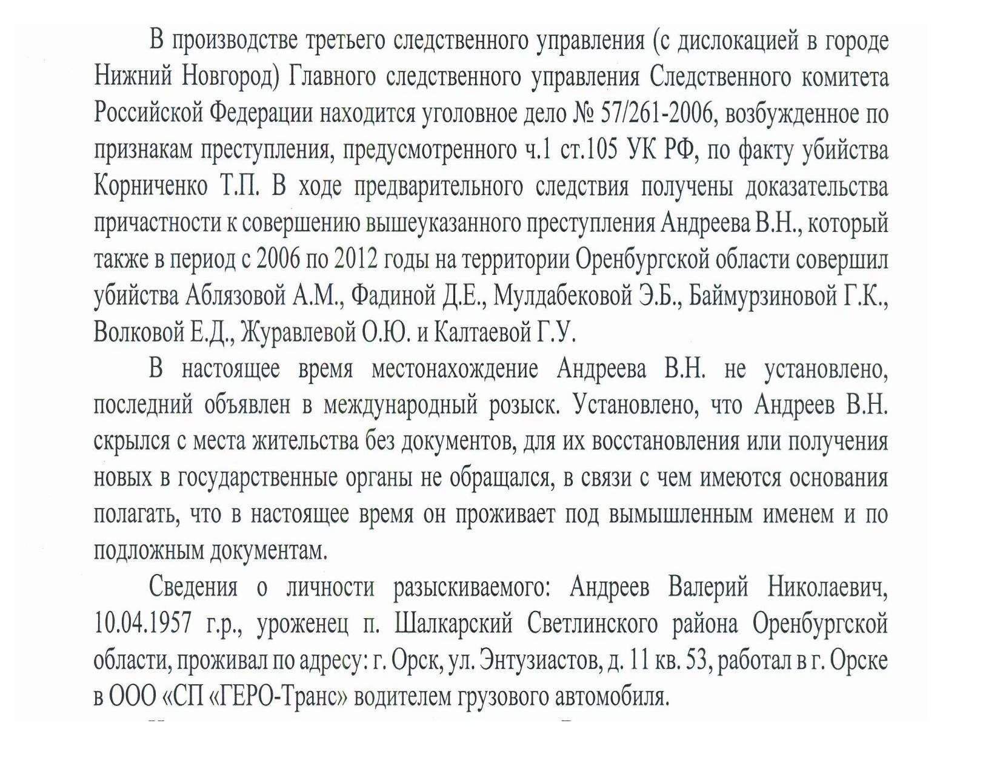 В производстве третьего следственного управления (с дислокацией в городе
Нижний Новгород) Главного следственного управления Следственного комитета
Российской Федерации находится уголовное дело № 57/261-2006, возбужденное по
признакам преступления, предусмотренного ч.1 ст.105 УК РФ, по факту убийства
Корниченко Т.П. В ходе предварительного следствия получены доказательства
причастности к совершению вышеуказанного преступления Андреева В.Н., который
также в период с 2006 по 2012 годы на территории Оренбургской области совершил
убийства Аблязовой А.М., Фадиной Д.Е., Мулдабековой Э.Б., Баймурзиновой Г.К.,
Волковой Е.Д., Журавлевой О.Ю. и Калтаевой Г.У.
В настоящее время местонахождение Андреева В.Н. не установлено,
последний объявлен в международный розыск. Установлено, что Андреев В.Н.
скрылся с места жительства без документов, для их восстановления или получения
новых в государственные органы не обращался, в связи с чем имеются основания
полагать, что в настоящее время он проживает под вымышленным именем и по
подложным документам.
Сведения о личности разыскиваемого: Андреев Валерий Николаевич,
10.04.1957 г.р., уроженец п. Шалкарский Светлинского района Оренбургской
области, проживал по адресу: г. Орск, ул. Энтузиастов, д. 11 кв. 53, работал в г. Орске
в ООО «СП «ГЕРО-Транс» водителем грузового автомобиля.